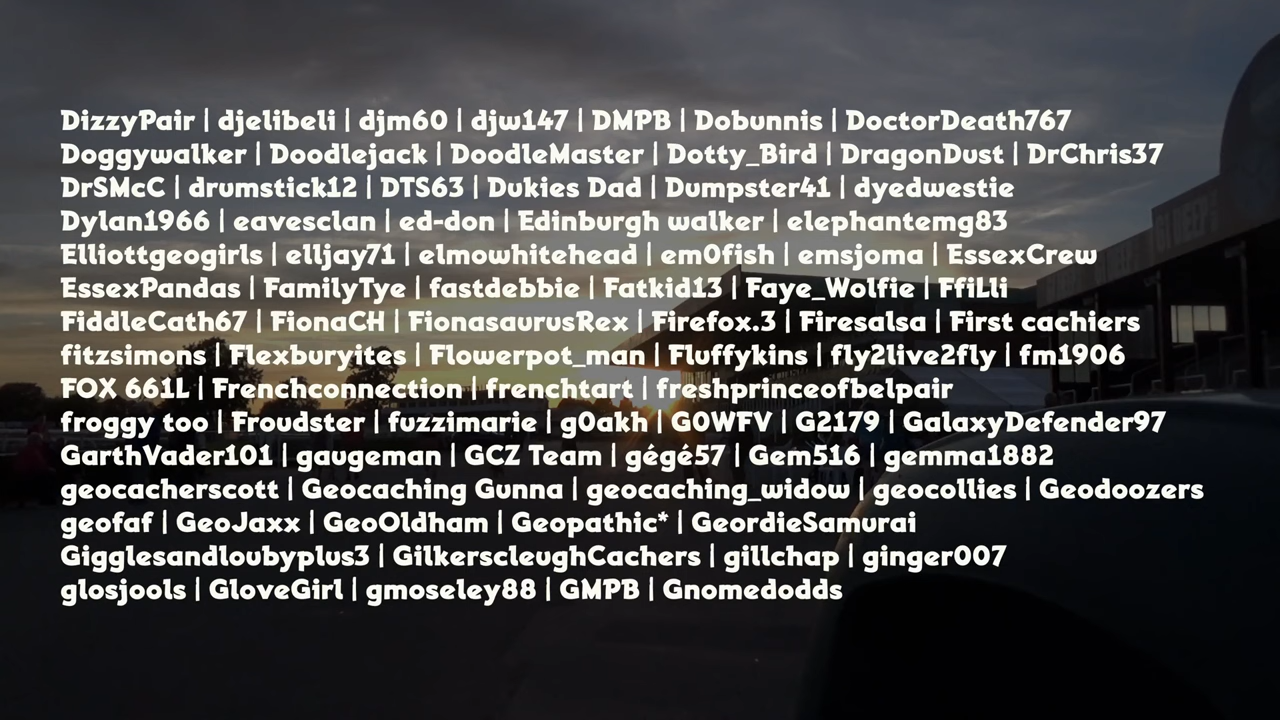 DizzyPair | djelibeli | djm60 | djw147 | DMPB | Dobunnis | DoctorDeath767
Doggywalker | Doodlejack | DoodleMaster | Dotty_Bird | DragonDust | DrChris37
DrSMcC | drumstick12 | DTS63 | Dukies Dad | Dumpster41 | dyedwestie
Dylan1966 | eavesclan | ed-don | Edinburgh walker | elephantemg83
Elliottgeogirls | elljay71 | elmowhitehead | em0fish | emsjoma | EssexCrew
EssexPandas | FamilyTye | fastdebbie | Fatkid13 | Faye_Wolfie | FfiLli
FiddleCath67 | FionaCH | FionasaurusRex | Firefox.3 | Firesalsa | First cachiers
fitzsimons | Flexburyites | Flowerpot_man | Fluffykins | fly2live2fly | fm1906
FOX 661L | Frenchconnection | frenchtart | freshprinceofbelpair
froggy too | Froudster | fuzzimarie | g0akh | G0WFV | G2179 | GalaxyDefender97
GarthVader101 | gaugeman | GCZ Team | gégé57 | Gem516 | gemma1882
geocacherscott | Geocaching Gunna | geocaching_widow | geocollies | Geodoozers
geofaf | GeoJaxx | GeoOldham | Geopathic* | GeordieSamurai
Gigglesandloubyplus3 | GilkerscleughCachers | gillchap | ginger007
glosjools | GloveGirl | gmoseley88 | GMPB | Gnomedodds